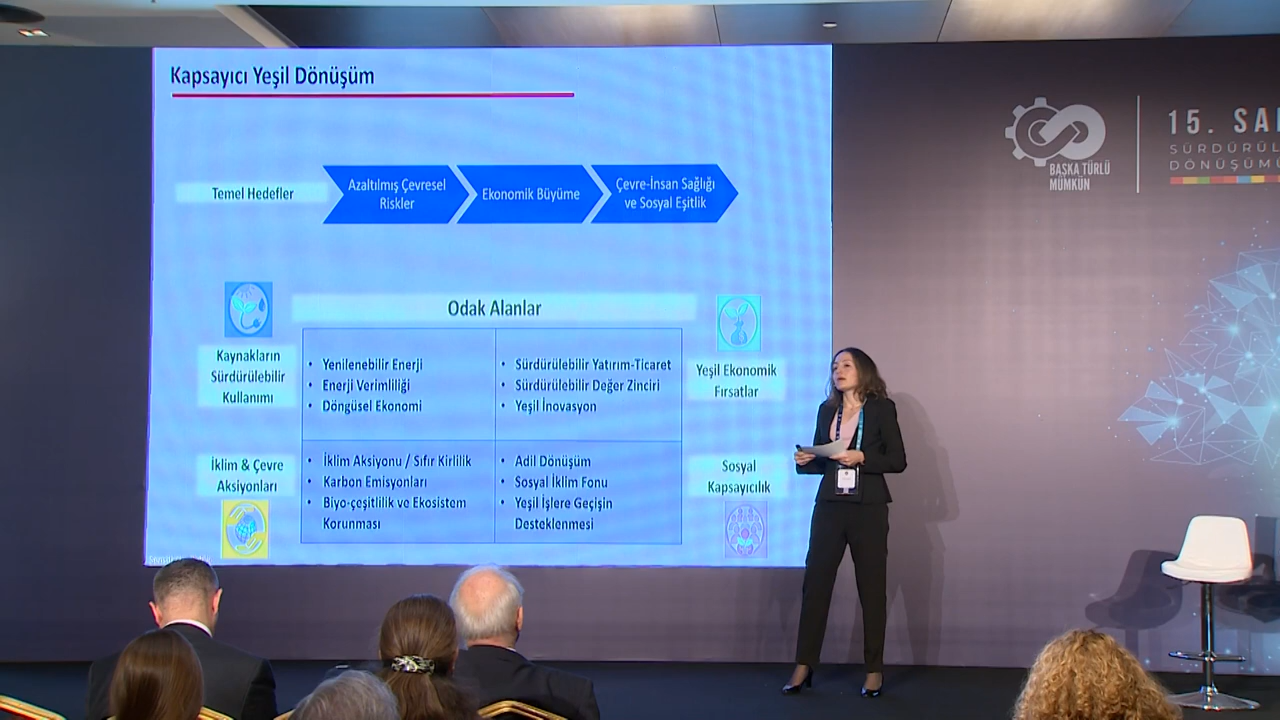 Kapsayıcı Yeşil Dönüşüm
Temel Hedefler
Azaltılmış Çevresel
Riskler
Ekonomik Büyüme
Çevre-İnsan Sağlığı
ve Sosyal Eşitlik
Odak Alanlar
Kaynakların
Sürdürülebilir
Kullanımı
• Yenilenebilir Enerji
• Enerji Verimliliği
• Döngüsel Ekonomi
• Sürdürülebilir Yatırım-Ticaret
• Sürdürülebilir Değer Zinciri
• Yeşil İnovasyon
Yeşil Ekonomik
Fırsatlar
İklim & Çevre
Aksiyonları
• İklim Aksiyonu / Sıfır Kirlilik
• Karbon Emisyonları
• Biyo-çeşitlilik ve Ekosistem
Korunması
• Adil Dönüşüm
• Sosyal İklim Fonu
• Yeşil İşlere Geçişin
Desteklenmesi
Sosyal
Kapsayıcılık
BAŞKA TÜRLÜ
MÜMKÜN
15. SA
SÜRDÜRÜL
DÖNÜŞÜM